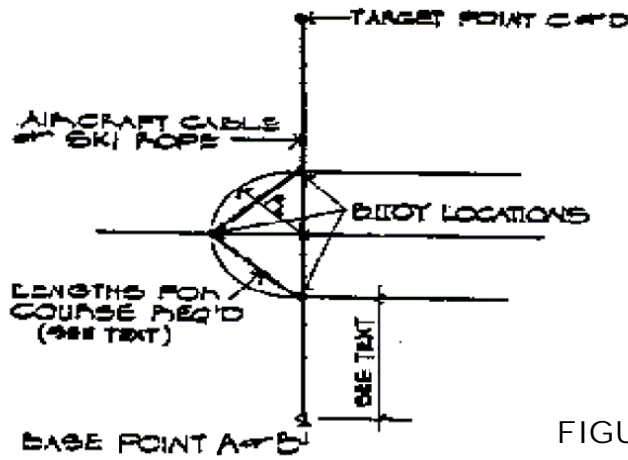 TARGET POINT C OR D
AIRCRAFT CABLE
OR SKI ROPE
BUOY LOCATIONS
LENGTHS FOR
COURSE REQ'D
(SEE TEXT)
SEE TEXT
BASE POINT A OR B
FIGU